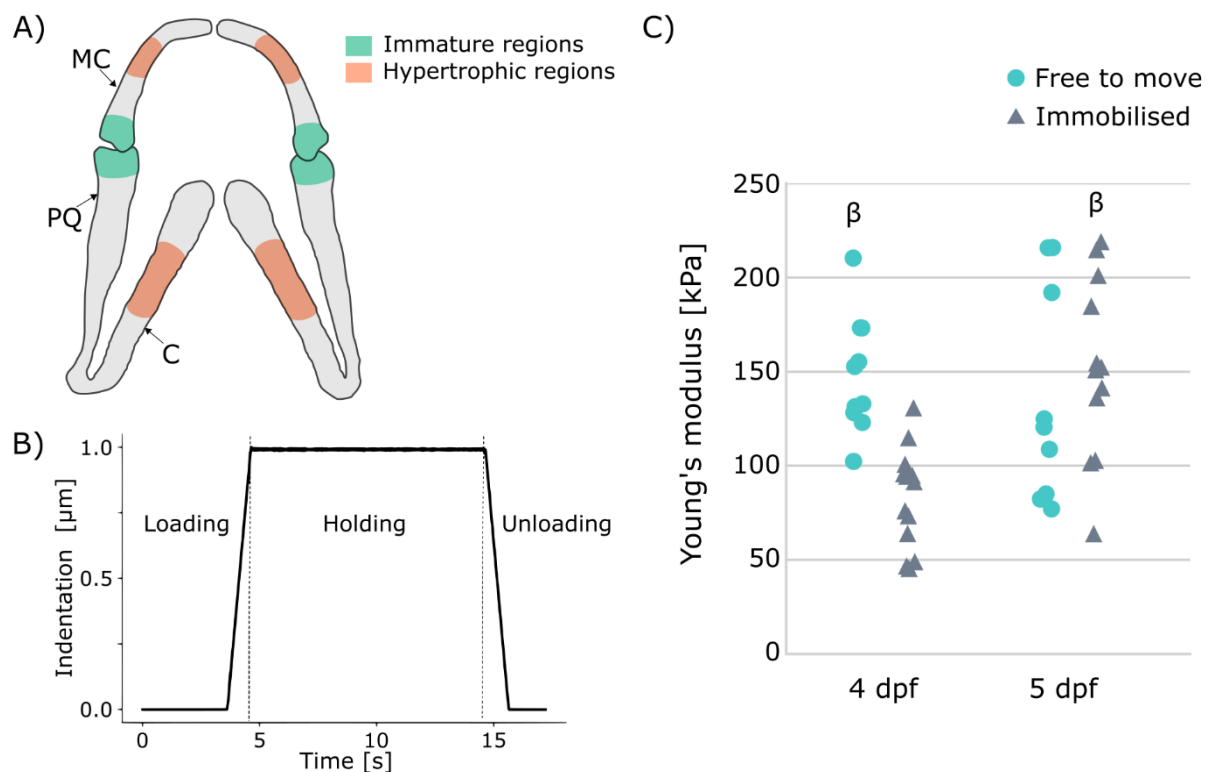 A)
MC
PQ
C
Immature regions
Hypertrophic regions
B)
Indentation [µm]
1.0
0.5
0.0
Loading
Holding
Unloading
0
5
10
15
Time [s]
C)
Free to move
Immobilised
Young's modulus [kPa]
250
200
150
100
50
0
β
β
4 dpf
5 dpf